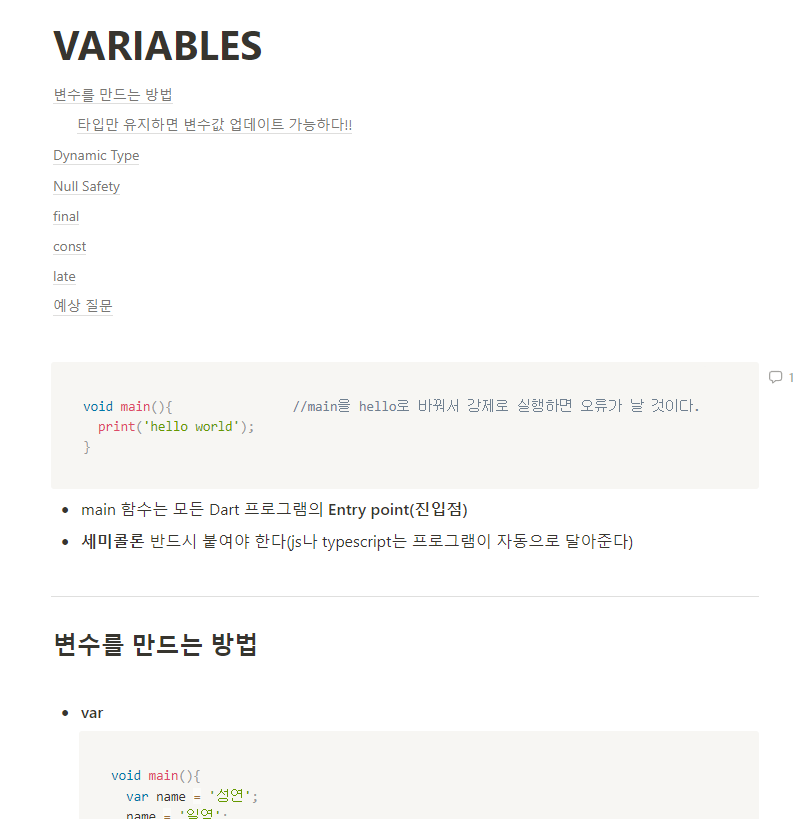 VARIABLES
변수를 만드는 방법
타입만 유지하면 변수값 업데이트 가능하다!!
Dynamic Type
Null Safety
final
const
late
예상 질문
1
void main(){ //main을 hello로 바꿔서 강제로 실행하면 오류가 날 것이다.
print('hello world');
}
• main 함수는 모든 Dart 프로그램의 Entry point(진입점)
• 세미콜론 반드시 붙여야 한다(js나 typescript는 프로그램이 자동으로 달아준다)
변수를 만드는 방법
• var
void main(){
var name = '성연';
name = '일연';